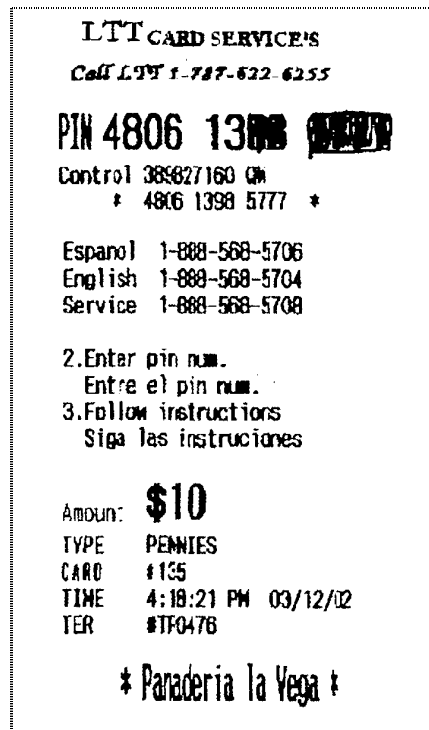 LTT CARD SERVICE'S
Call LTT 1-787-622-6255
PIN 4806 13
Control 389827160 QM
* 4806 1398 5777 *
Espanol 1-888-568-5706
English 1-888-568-5704
Service 1-888-568-5708
2.Enter pin num.
Entre el pin num.
3.Follow instructions
Siga las instruciones
Amount $10
TYPE PENNIES
CARD #135
TIME 4:18:21 PM 03/12/02
TER #TF0476
* Panaderia la Vega *